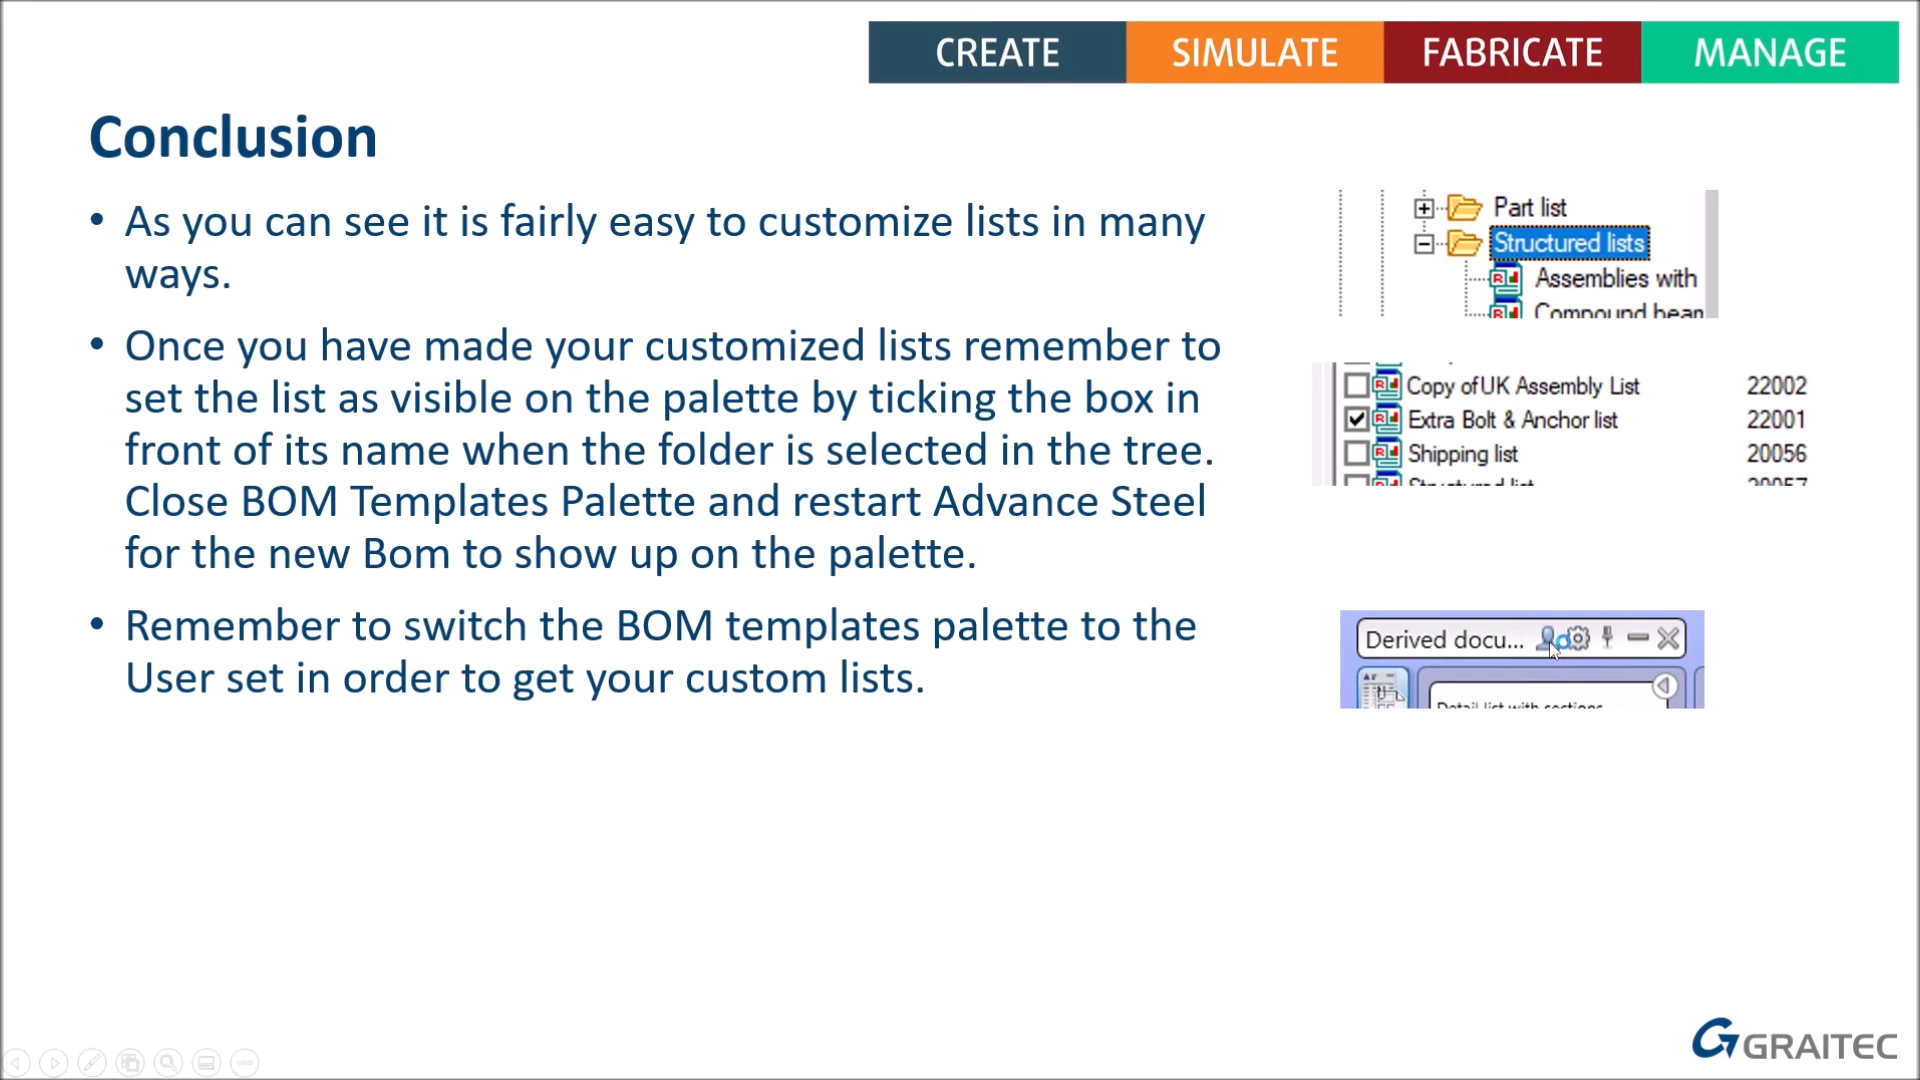 CREATE SIMULATE FABRICATE MANAGE
Conclusion
• As you can see it is fairly easy to customize lists in many
ways.
• Once you have made your customized lists remember to
set the list as visible on the palette by ticking the box in
front of its name when the folder is selected in the tree.
Close BOM Templates Palette and restart Advance Steel
for the new Bom to show up on the palette.
• Remember to switch the BOM templates palette to the
User set in order to get your custom lists.
Part list
Structured lists
Assemblies with
Compound bean
Copy of UK Assembly List 22002
Extra Bolt & Anchor list 22001
Shipping list 20056
Structured list 20057
Derived docu...
Detail list with sections
GRAITEC